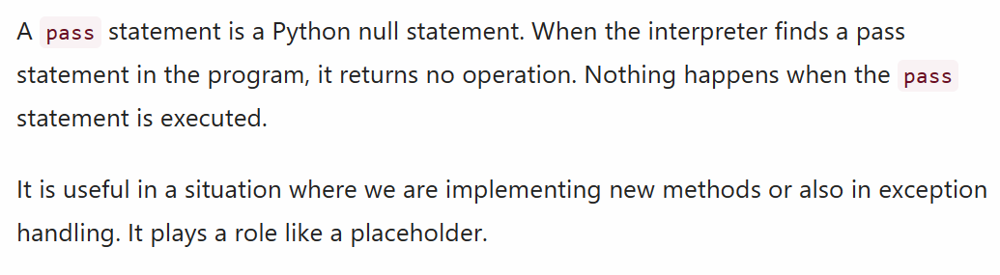 A pass statement is a Python null statement. When the interpreter finds a pass
statement in the program, it returns no operation. Nothing happens when the pass
statement is executed.
It is useful in a situation where we are implementing new methods or also in exception
handling. It plays a role like a placeholder.